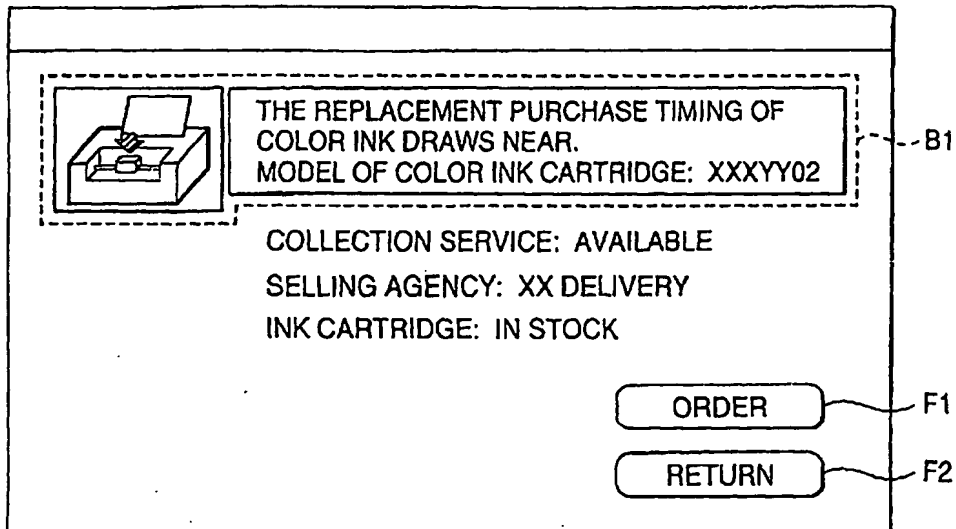 THE REPLACEMENT PURCHASE TIMING OF
COLOR INK DRAWS NEAR.
MODEL OF COLOR INK CARTRIDGE: XXXYY02
B1
COLLECTION SERVICE: AVAILABLE
SELLING AGENCY: XX DELIVERY
INK CARTRIDGE: IN STOCK
ORDER
F1
RETURN
F2